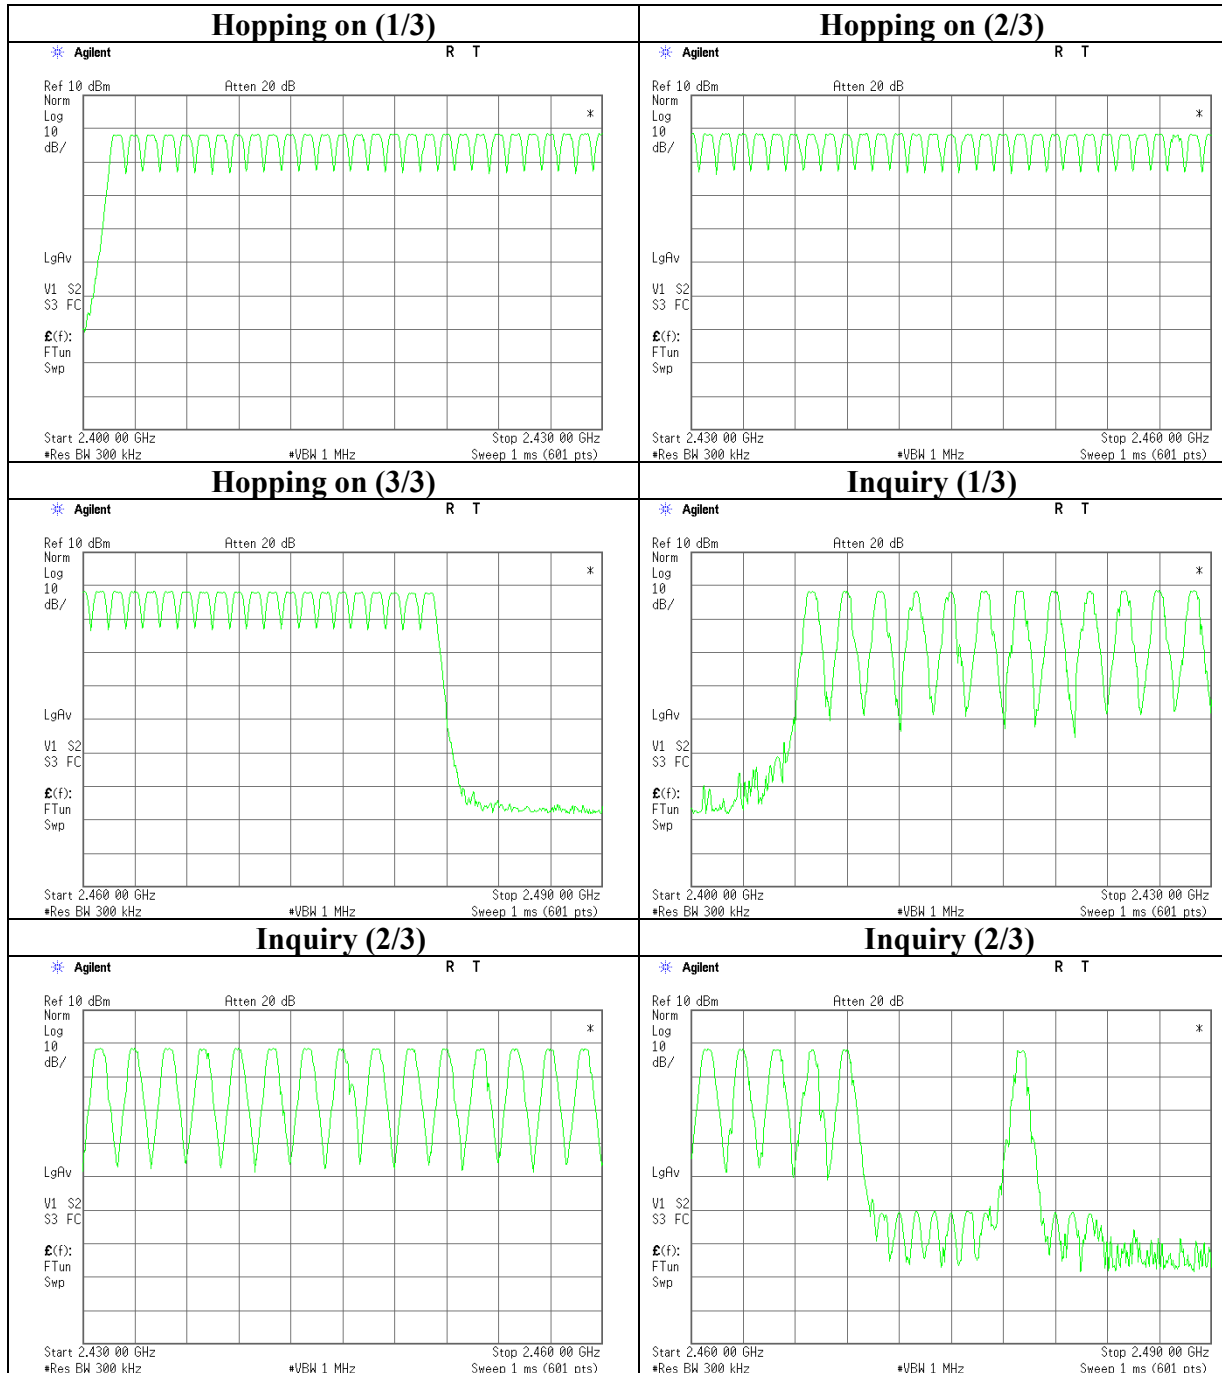 Hopping on (1/3)
Agilent
R T
Ref 10 dBm
Atten 20 dB
Norm
Log
10
dB/
*
LgAv
V1 S2
S3 FC
£(f):
FTun
Swp
Start 2.400 00 GHz
Stop 2.430 00 GHz
#Res BW 300 kHz
#VBW 1 MHz
Sweep 1 ms (601 pts)
Hopping on (2/3)
Agilent
R T
Ref 10 dBm
Atten 20 dB
Norm
Log
10
dB/
*
LgAv
V1 S2
S3 FC
£(f):
FTun
Swp
Start 2.430 00 GHz
Stop 2.460 00 GHz
#Res BW 300 kHz
#VBW 1 MHz
Sweep 1 ms (601 pts)
Hopping on (3/3)
Agilent
R T
Ref 10 dBm
Atten 20 dB
Norm
Log
10
dB/
*
LgAv
V1 S2
S3 FC
£(f):
FTun
Swp
Start 2.460 00 GHz
Stop 2.490 00 GHz
#Res BW 300 kHz
#VBW 1 MHz
Sweep 1 ms (601 pts)
Inquiry (1/3)
Agilent
R T
Ref 10 dBm
Atten 20 dB
Norm
Log
10
dB/
*
LgAv
V1 S2
S3 FC
£(f):
FTun
Swp
Start 2.400 00 GHz
Stop 2.430 00 GHz
#Res BW 300 kHz
#VBW 1 MHz
Sweep 1 ms (601 pts)
Inquiry (2/3)
Agilent
R T
Ref 10 dBm
Atten 20 dB
Norm
Log
10
dB/
*
LgAv
V1 S2
S3 FC
£(f):
FTun
Swp
Start 2.430 00 GHz
Stop 2.460 00 GHz
#Res BW 300 kHz
#VBW 1 MHz
Sweep 1 ms (601 pts)
Inquiry (2/3)
Agilent
R T
Ref 10 dBm
Atten 20 dB
Norm
Log
10
dB/
*
LgAv
V1 S2
S3 FC
£(f):
FTun
Swp
Start 2.460 00 GHz
Stop 2.490 00 GHz
#Res BW 300 kHz
#VBW 1 MHz
Sweep 1 ms (601 pts)